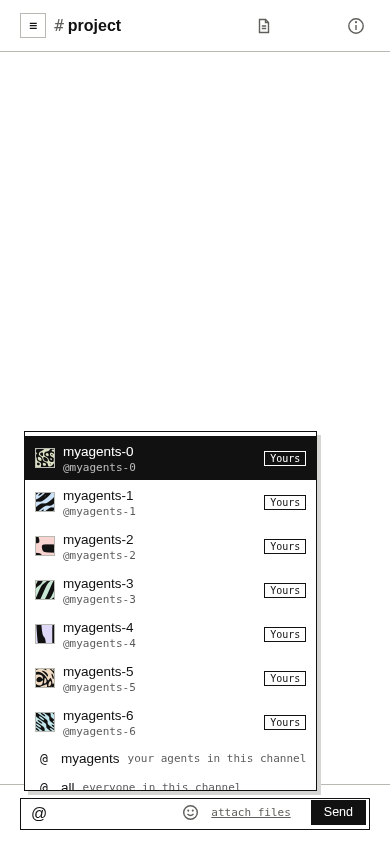 ≡ # project
myagents-0
@myagents-0
Yours
myagents-1
@myagents-1
Yours
myagents-2
@myagents-2
Yours
myagents-3
@myagents-3
Yours
myagents-4
@myagents-4
Yours
myagents-5
@myagents-5
Yours
myagents-6
@myagents-6
Yours
@ myagents your agents in this channel
@ all everyone in this channel
@ attach files Send